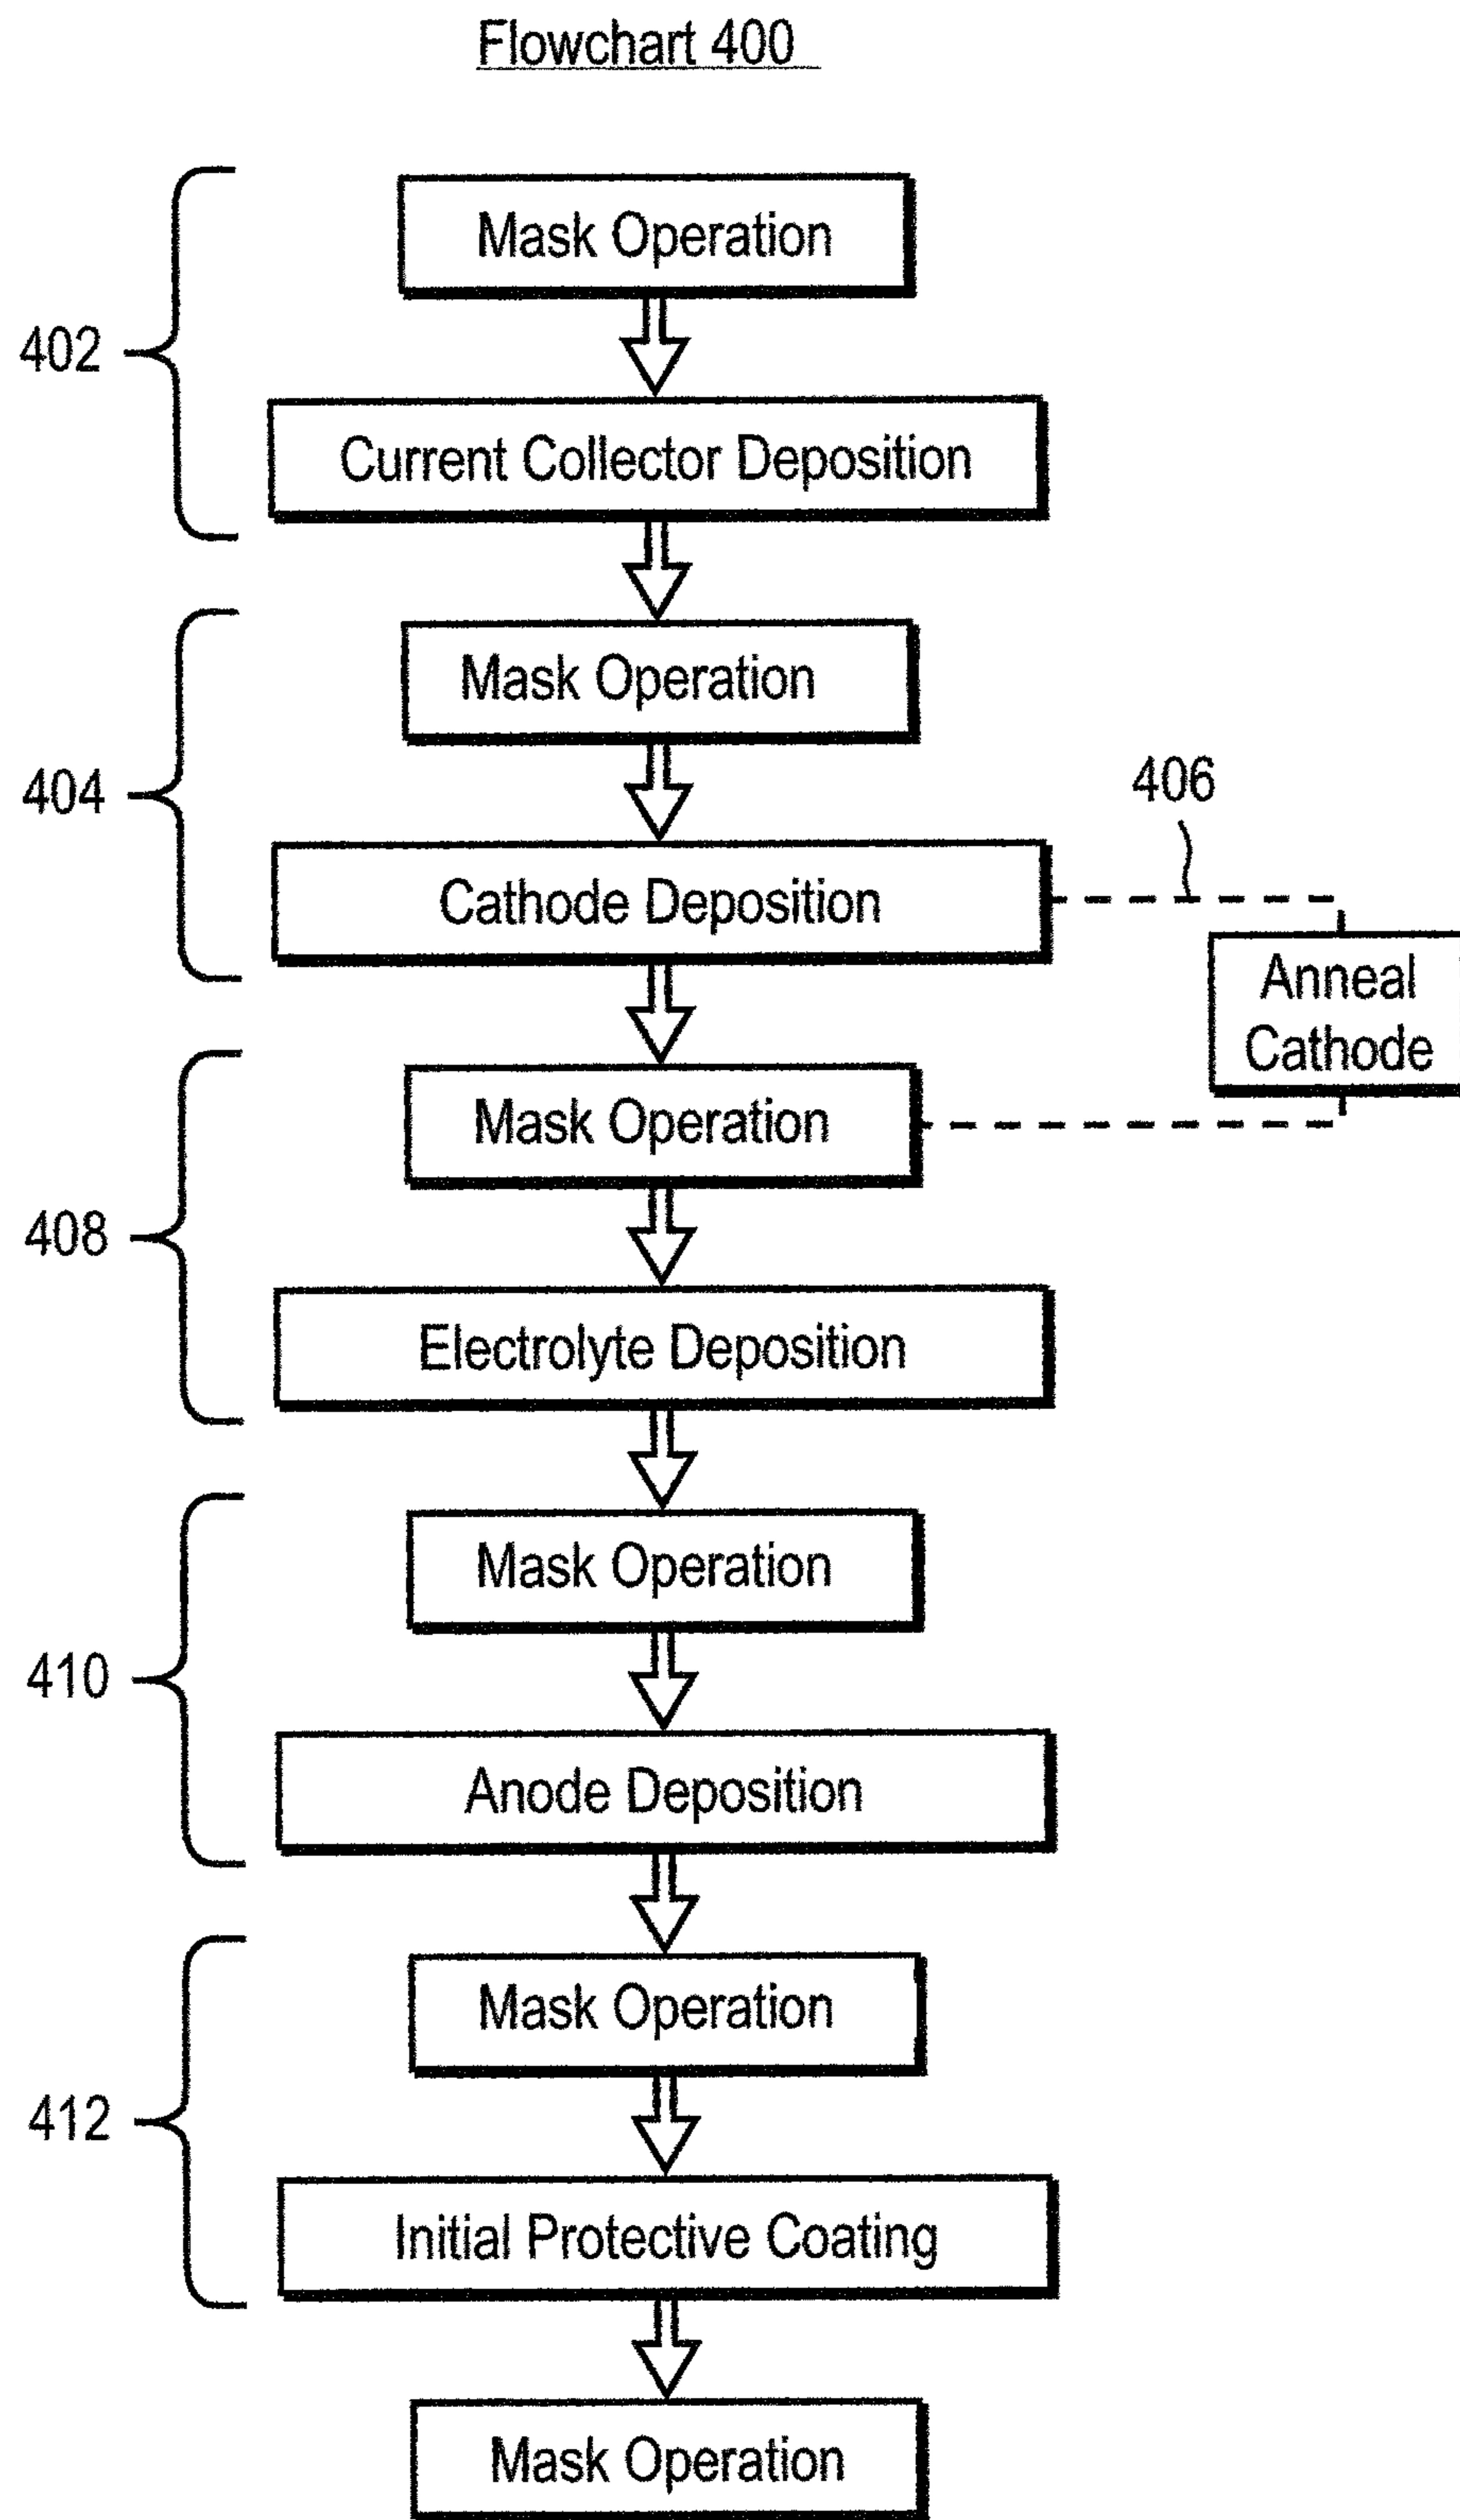 Flowchart 400
Mask Operation
402
Current Collector Deposition
Mask Operation
404
406
Cathode Deposition
Anneal
Cathode
Mask Operation
408
Electrolyte Deposition
Mask Operation
410
Anode Deposition
Mask Operation
412
Initial Protective Coating
Mask Operation